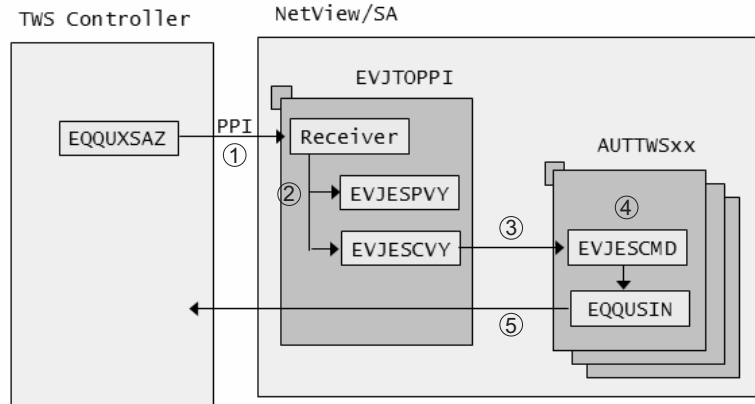 TWS Controller
NetView/SA
EVJTOPPI
EQQUXSAZ
PPI
①
Receiver
②
EVJESPVY
EVJESCVY
③
AUTTWSxx
④
EVJESCMD
EQQUSIN
⑤